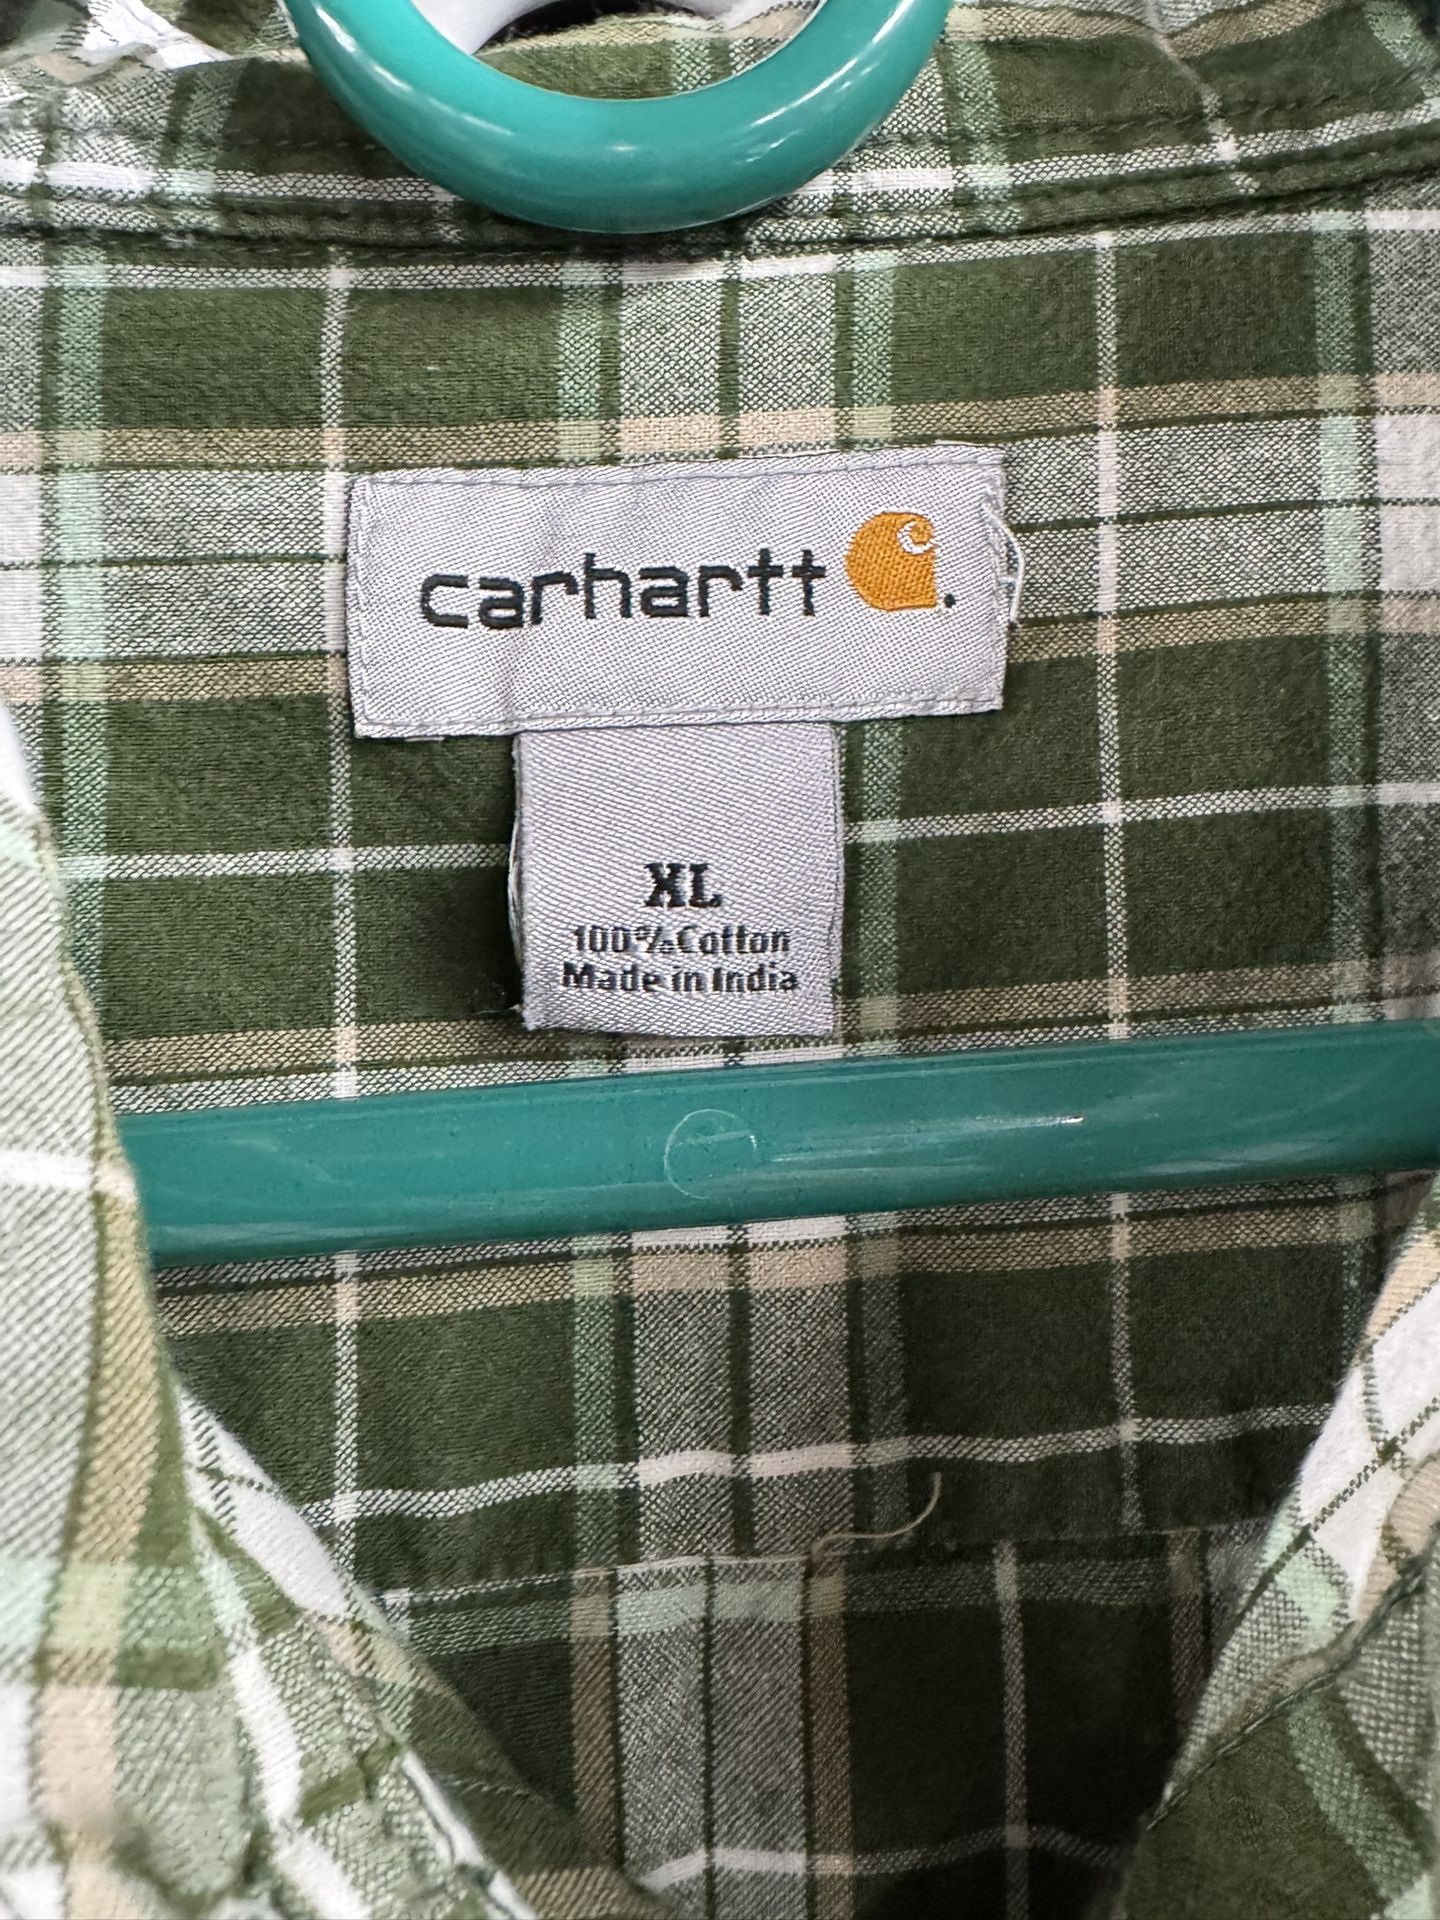 carhartt
XL
100% Cotton
Made in India